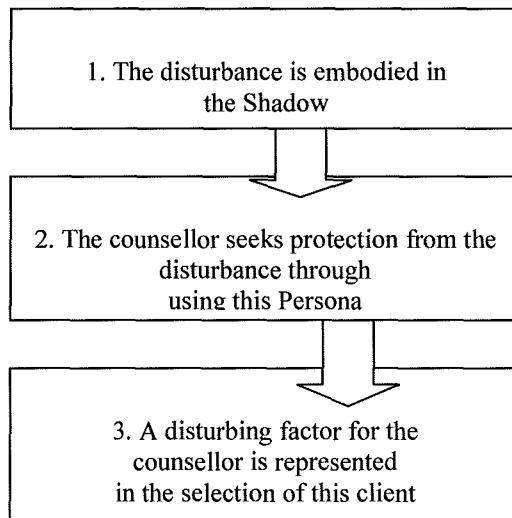 1. The disturbance is embodied in
the Shadow
2. The counsellor seeks protection from the
disturbance through
using this Persona
3. A disturbing factor for the
counsellor is represented
in the selection of this client